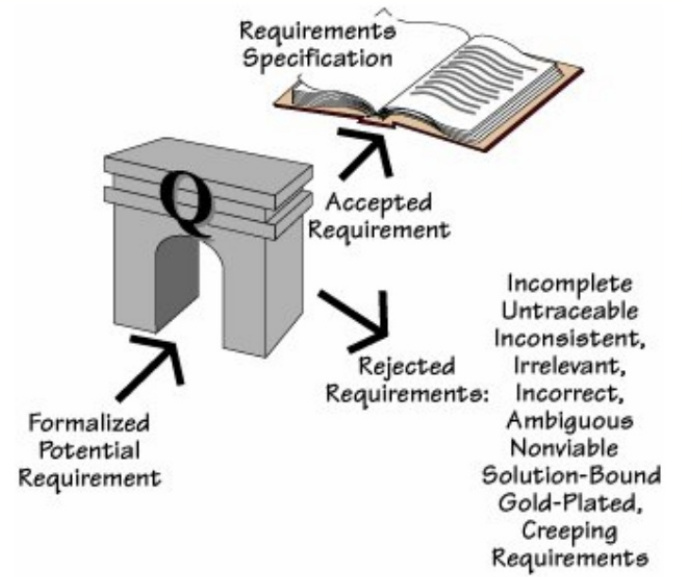 Requirements
Specification
Q
Accepted
Requirement
Formalized
Potential
Requirement
Rejected
Requirements:
Incomplete
Untraceable
Inconsistent,
Irrelevant,
Incorrect,
Ambiguous
Nonviable
Solution-Bound
Gold-Plated,
Creeping
Requirements